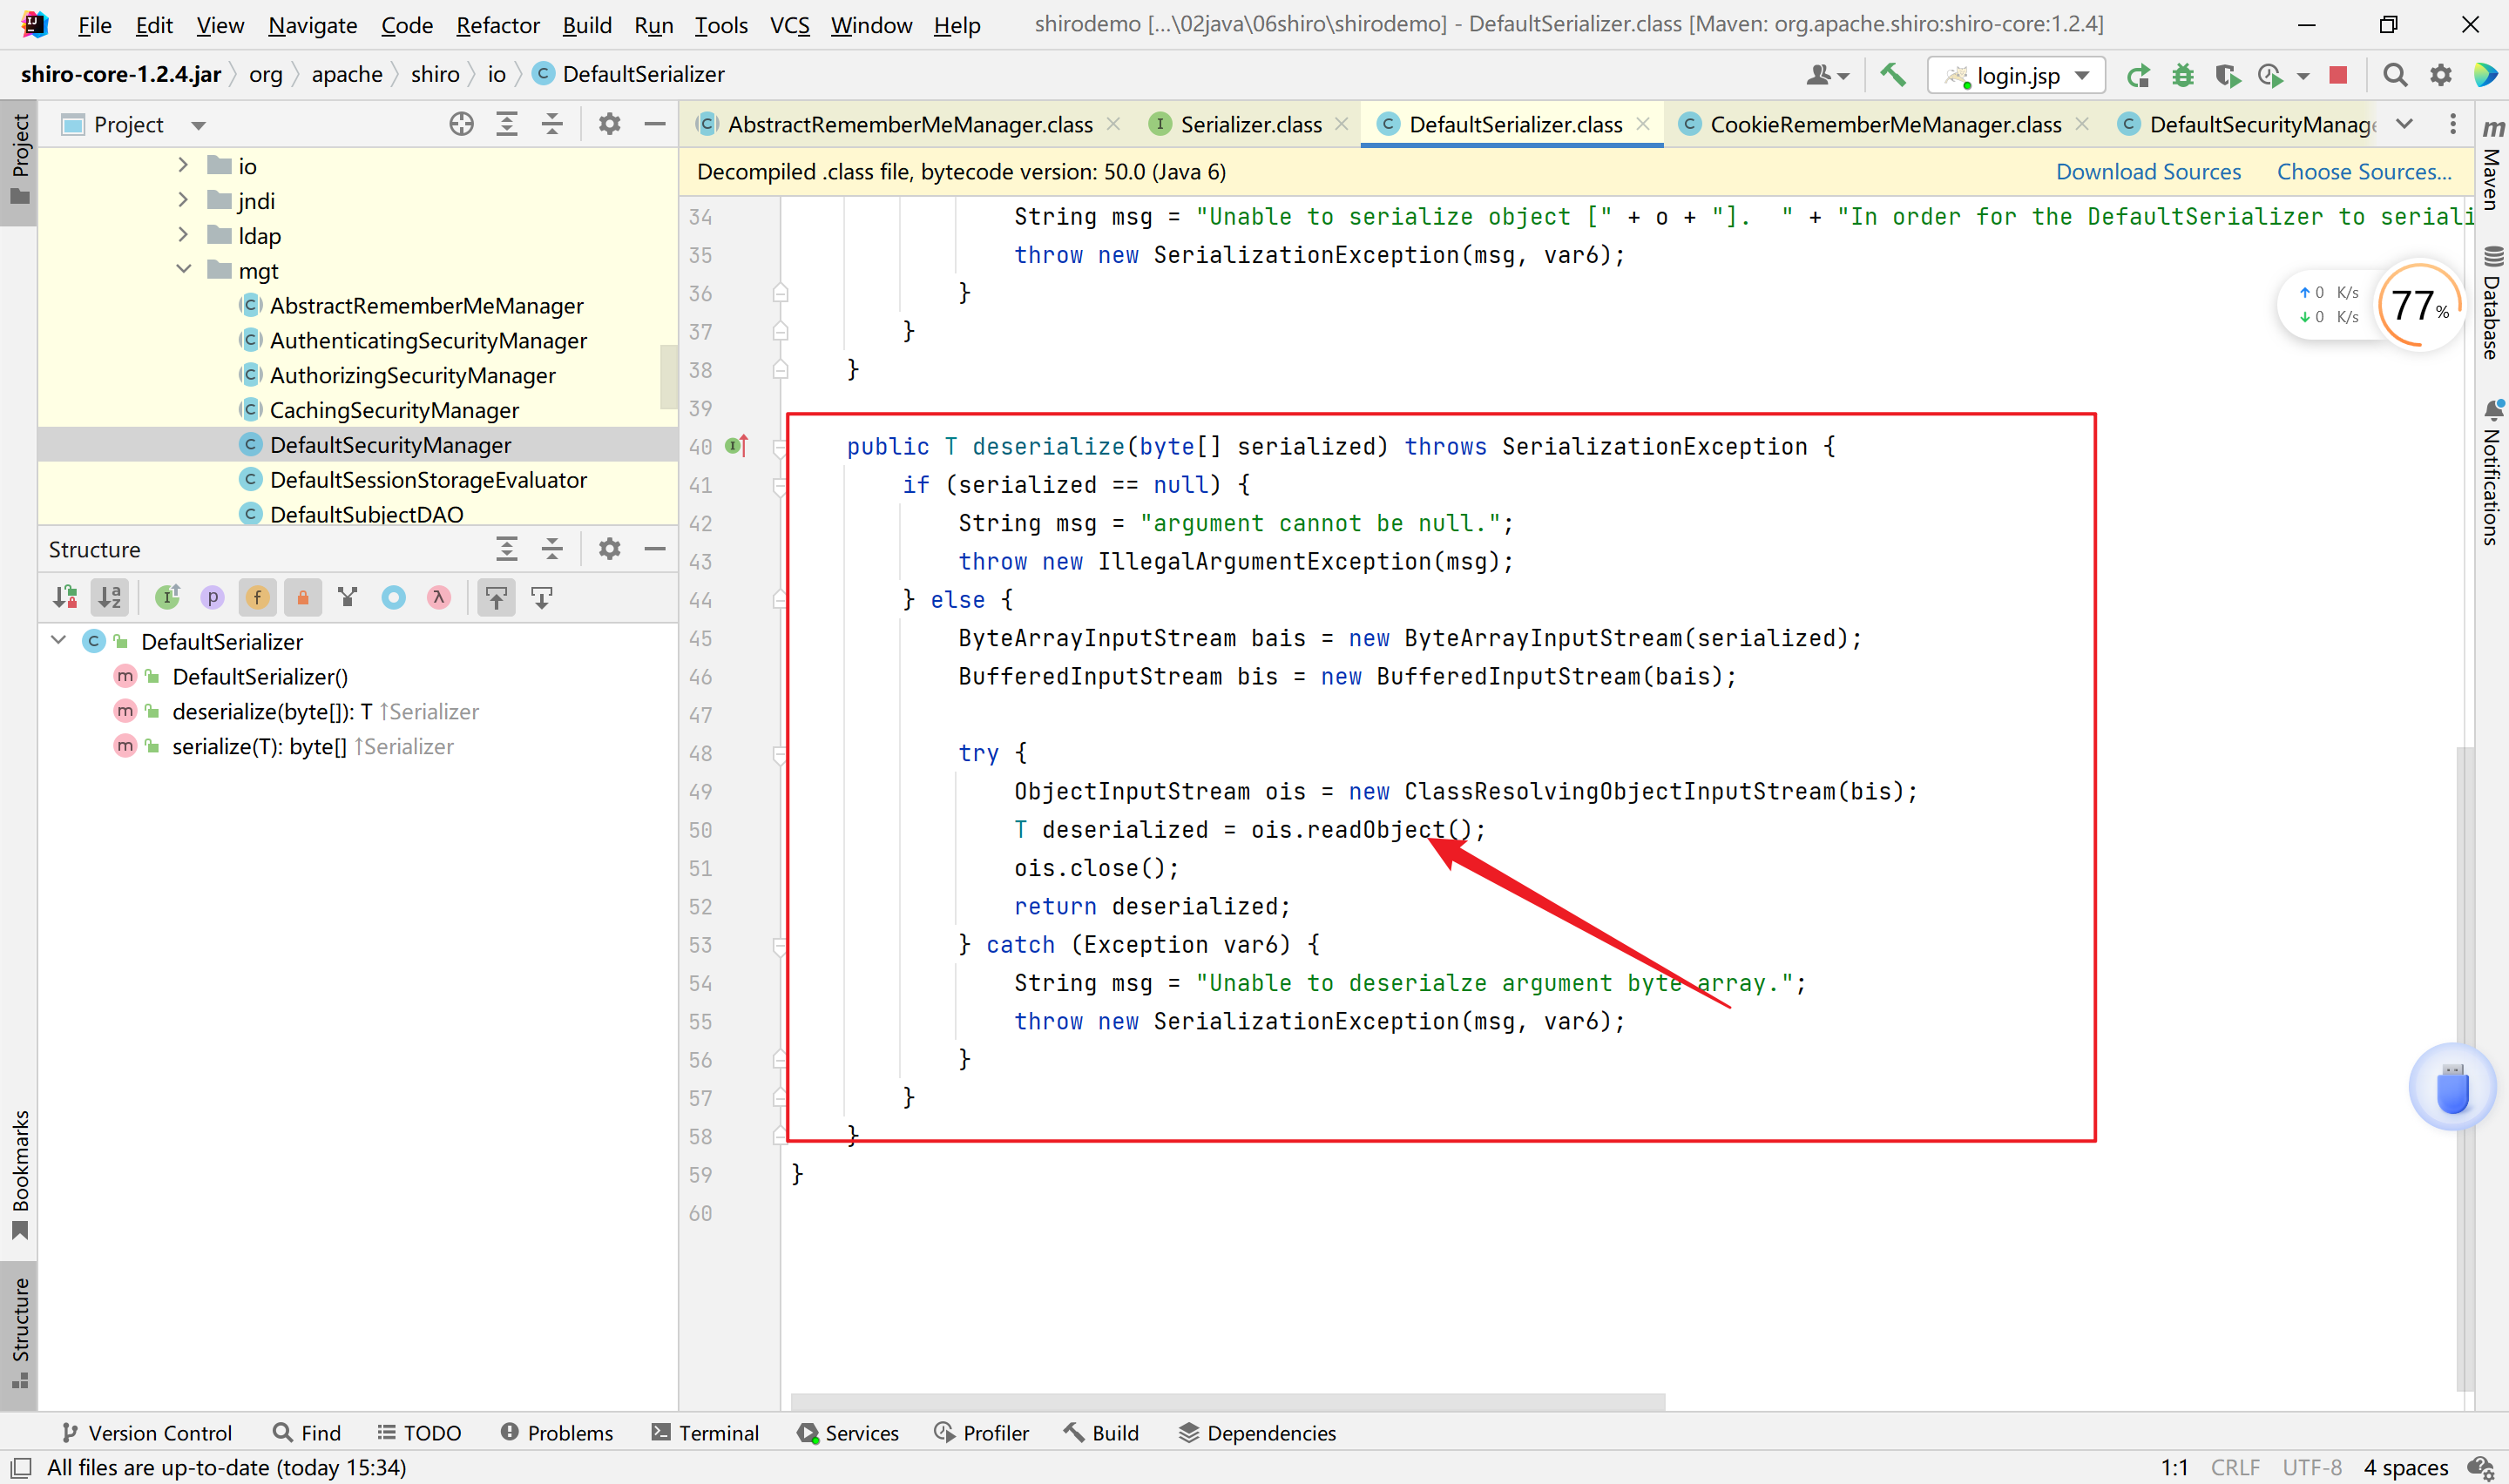 File Edit View Navigate Code Refactor Build Run Tools VCS Window Help shirodemo [...\02java\06shiro\shirodemo] - DefaultSerializer.class [Maven: org.apache.shiro:shiro-core:1.2.4]
shiro-core-1.2.4.jar org apache shiro io DefaultSerializer login.jsp
Project
AbstractRememberMeManager.class Serializer.class DefaultSerializer.class CookieRememberMeManager.class DefaultSecurityManage
Decompiled .class file, bytecode version: 50.0 (Java 6) Download Sources Choose Sources...
io
jndi
ldap
mgt
AbstractRememberMeManager
AuthenticatingSecurityManager
AuthorizingSecurityManager
CachingSecurityManager
DefaultSecurityManager
DefaultSessionStorageEvaluator
DefaultSubjectDAO
Structure
DefaultSerializer
DefaultSerializer()
deserialize(byte[]): T ↑Serializer
serialize(T): byte[] ↑Serializer
34 String msg = "Unable to serialize object [" + o + "].  " + "In order for the DefaultSerializer to seriali
35 throw new SerializationException(msg, var6);
36 }
37 }
38 }
39
40 public T deserialize(byte[] serialized) throws SerializationException {
41 if (serialized == null) {
42 String msg = "argument cannot be null.";
43 throw new IllegalArgumentException(msg);
44 } else {
45 ByteArrayInputStream bais = new ByteArrayInputStream(serialized);
46 BufferedInputStream bis = new BufferedInputStream(bais);
47
48 try {
49 ObjectInputStream ois = new ClassResolvingObjectInputStream(bis);
50 T deserialized = ois.readObject();
51 ois.close();
52 return deserialized;
53 } catch (Exception var6) {
54 String msg = "Unable to deserialze argument byte array.";
55 throw new SerializationException(msg, var6);
56 }
57 }
58 }
59 }
60
↑ 0 K/s
↓ 0 K/s
77%
Project
Bookmarks
Structure
m Maven
Database
Notifications
Version Control Find TODO Problems Terminal Services Profiler Build Dependencies
All files are up-to-date (today 15:34) 1:1 CRLF UTF-8 4 spaces